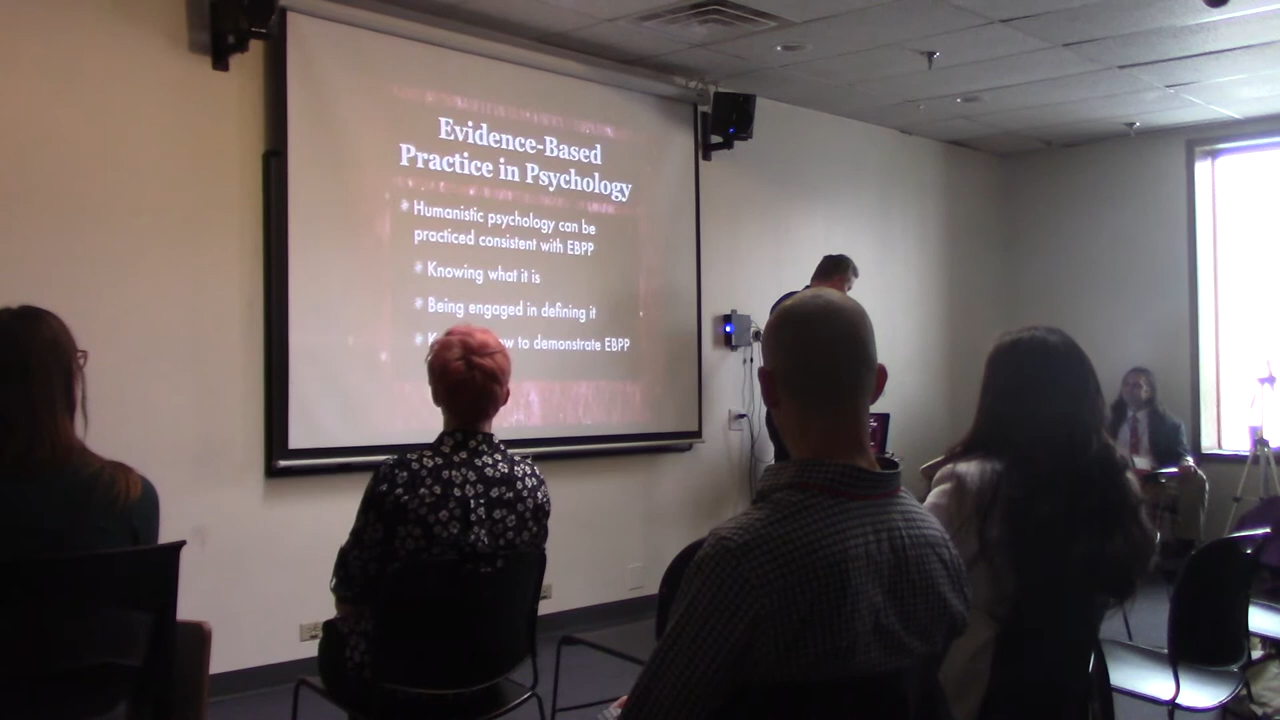 Evidence-Based
Practice in Psychology
Humanistic psychology can be
practiced consistent with EBPP
Knowing what it is
Being engaged in defining it
to demonstrate EBPP